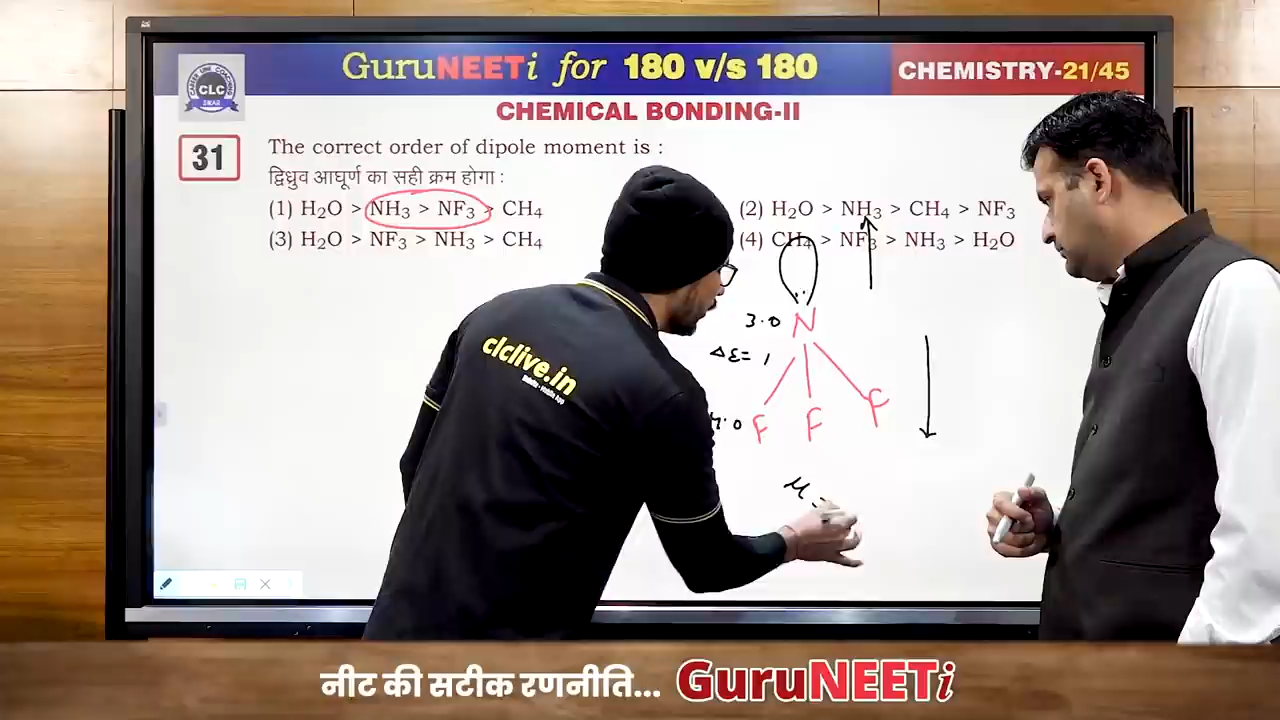 GuruNEETi for 180 v/s 180
CHEMISTRY-21/45
CLC
CHEMICAL BONDING-II
31
The correct order of dipole moment is :
द्विध्रुव आघूर्ण का सही क्रम होगा :
(1) H₂O > NH₃ > NF₃ > CH₄
(2) H₂O > NH₃ > CH₄ > NF₃
(3) H₂O > NF₃ > NH₃ > CH₄
(4) CH₄ > NF₃ > NH₃ > H₂O
3.0 N
Δε= 1
4.0 F F F
μ =
clclive.in
नीट की सटीक रणनीति... GuruNEETi